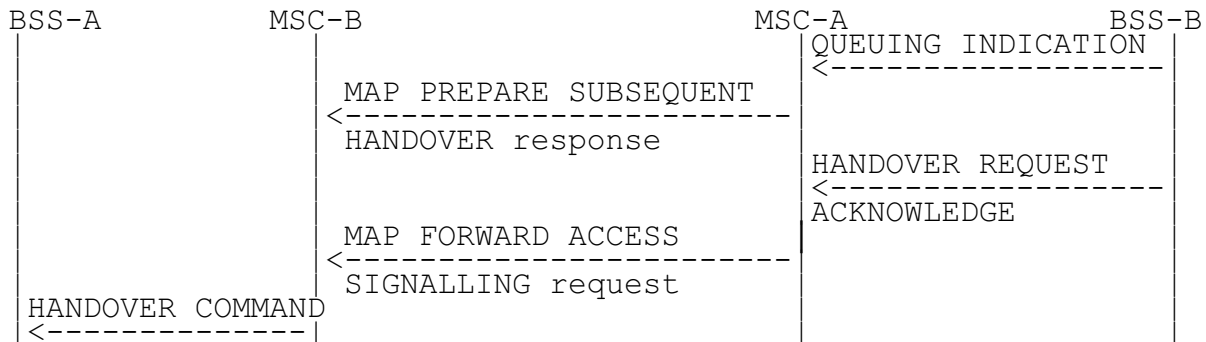 BSS-A MSC-B MSC-A BSS-B
QUEUING INDICATION
MAP PREPARE SUBSEQUENT
HANDOVER response
HANDOVER REQUEST
ACKNOWLEDGE
MAP FORWARD ACCESS
SIGNALLING request
HANDOVER COMMAND